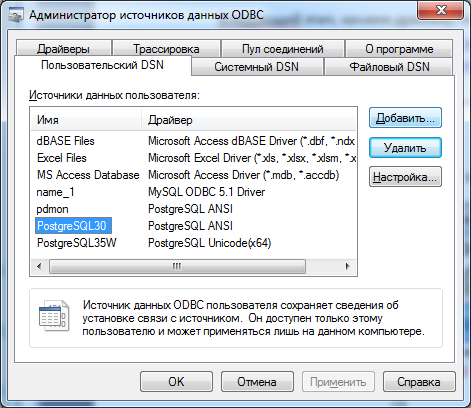 Администратор источников данных ODBC
Драйверы Трассировка Пул соединений О программе
Пользовательский DSN Системный DSN Файловый DSN
Источники данных пользователя:
Имя Драйвер
dBASE Files Microsoft Access dBASE Driver (*.dbf, *.ndx
Excel Files Microsoft Excel Driver (*.xls, *.xlsx, *.xlsm, *.x
MS Access Database Microsoft Access Driver (*.mdb, *.accdb)
name_1 MySQL ODBC 5.1 Driver
pdmon PostgreSQL ANSI
PostgreSQL30 PostgreSQL ANSI
PostgreSQL35W PostgreSQL Unicode(x64)
Добавить...
Удалить
Настройка...
Источник данных ODBC пользователя сохраняет сведения об
установке связи с источником. Он доступен только этому
пользователю и может применяться лишь на данном компьютере.
OK Отмена Применить Справка